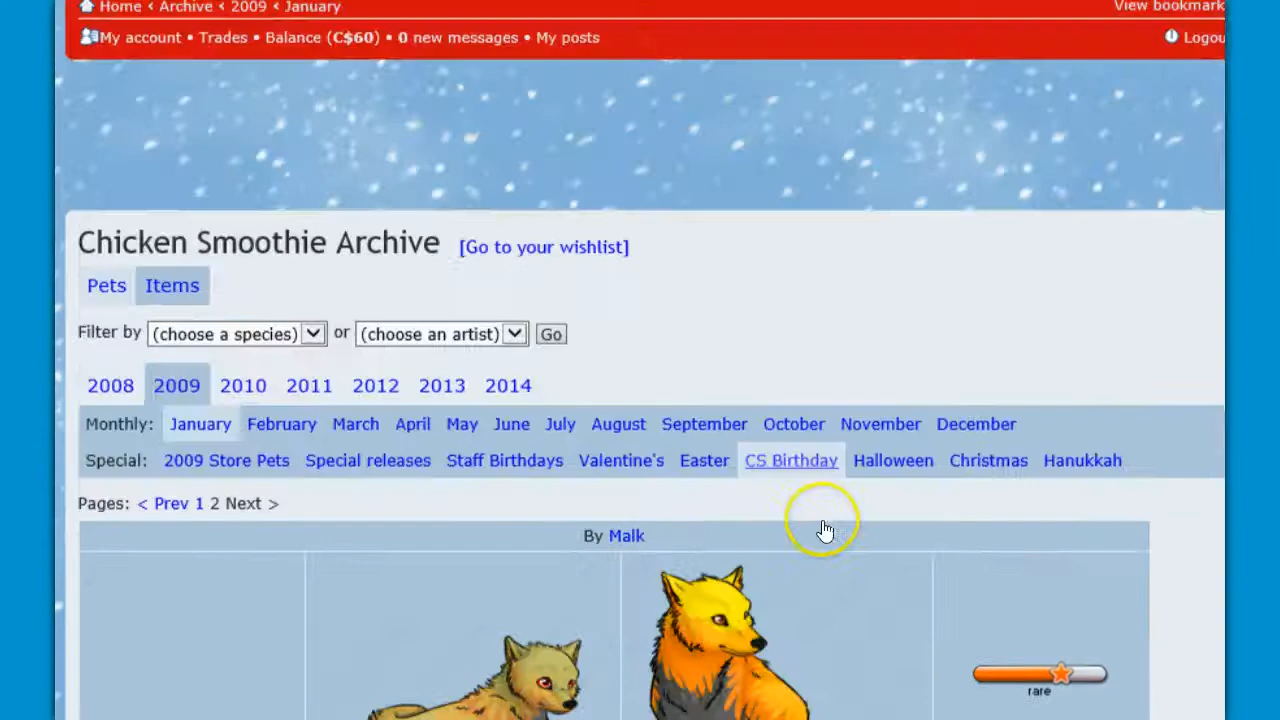 Home ‹ Archive ‹ 2009 ‹ January
View bookmark
My account • Trades • Balance (C$60) • 0 new messages • My posts
Logou
Chicken Smoothie Archive [Go to your wishlist]
Pets Items
Filter by (choose a species) or (choose an artist) Go
2008 2009 2010 2011 2012 2013 2014
Monthly: January February March April May June July August September October November December
Special: 2009 Store Pets Special releases Staff Birthdays Valentine's Easter CS Birthday Halloween Christmas Hanukkah
Pages: < Prev 1 2 Next >
By Malk
rare